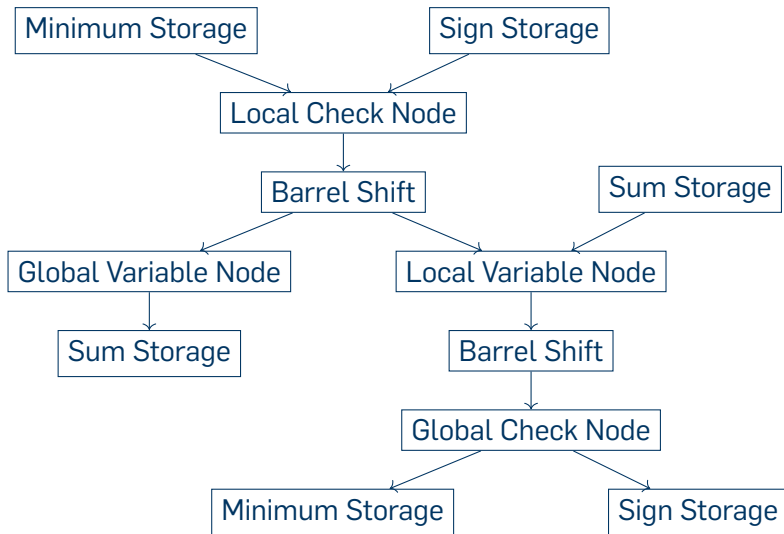 Minimum Storage
Sign Storage
Local Check Node
Barrel Shift
Sum Storage
Global Variable Node
Local Variable Node
Sum Storage
Barrel Shift
Global Check Node
Minimum Storage
Sign Storage